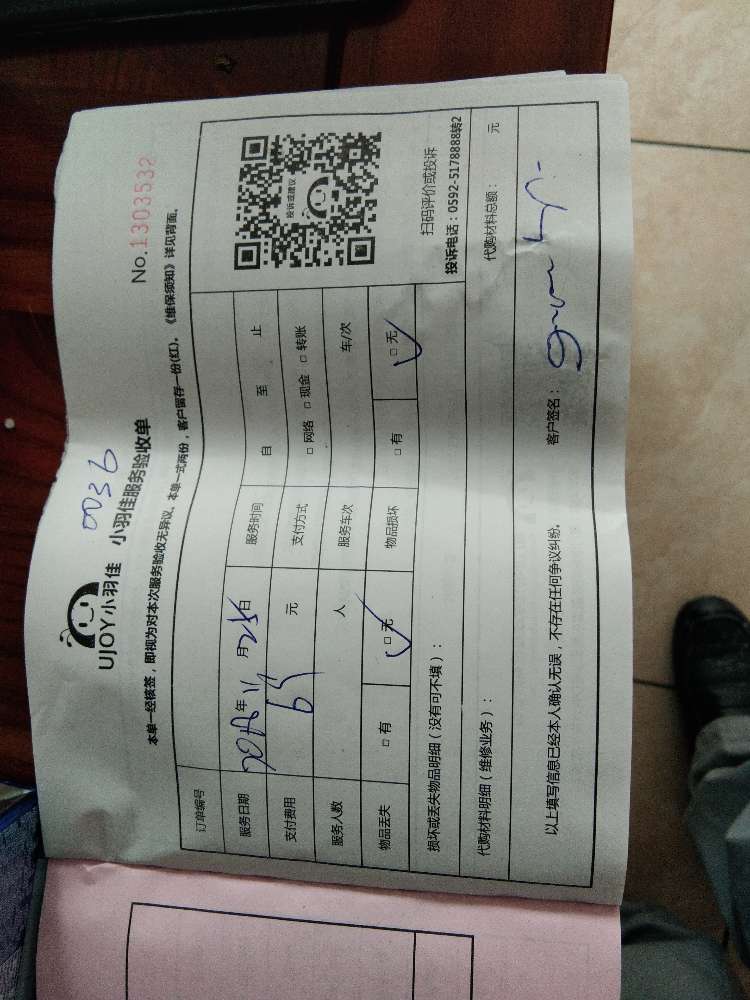 0036
UJOY小羽佳 小羽佳服务验收单
No.1303532
本单一经核签，即视为对本次服务验收无异议。本单一式两份，客户留存一份(红)。《维保须知》详见背面。
订单编号
服务日期 年 11 月 25 日 服务时间 自 至 止
支付费用 65 元 支付方式 □ 网络 □ 现金 □ 转账
服务人数 人 服务车次 车/次
物品丢失 □ 有 □ 无 物品损坏 □ 有 □ 无
投诉或建议
扫码评价或投诉
投诉电话：0592-5178888转2
损坏或丢失物品明细（没有可不填）：
代购材料明细（维修业务）： 代购材料总额： 元
以上填写信息已经本人确认无误，不存在任何争议纠纷。 客户签名：